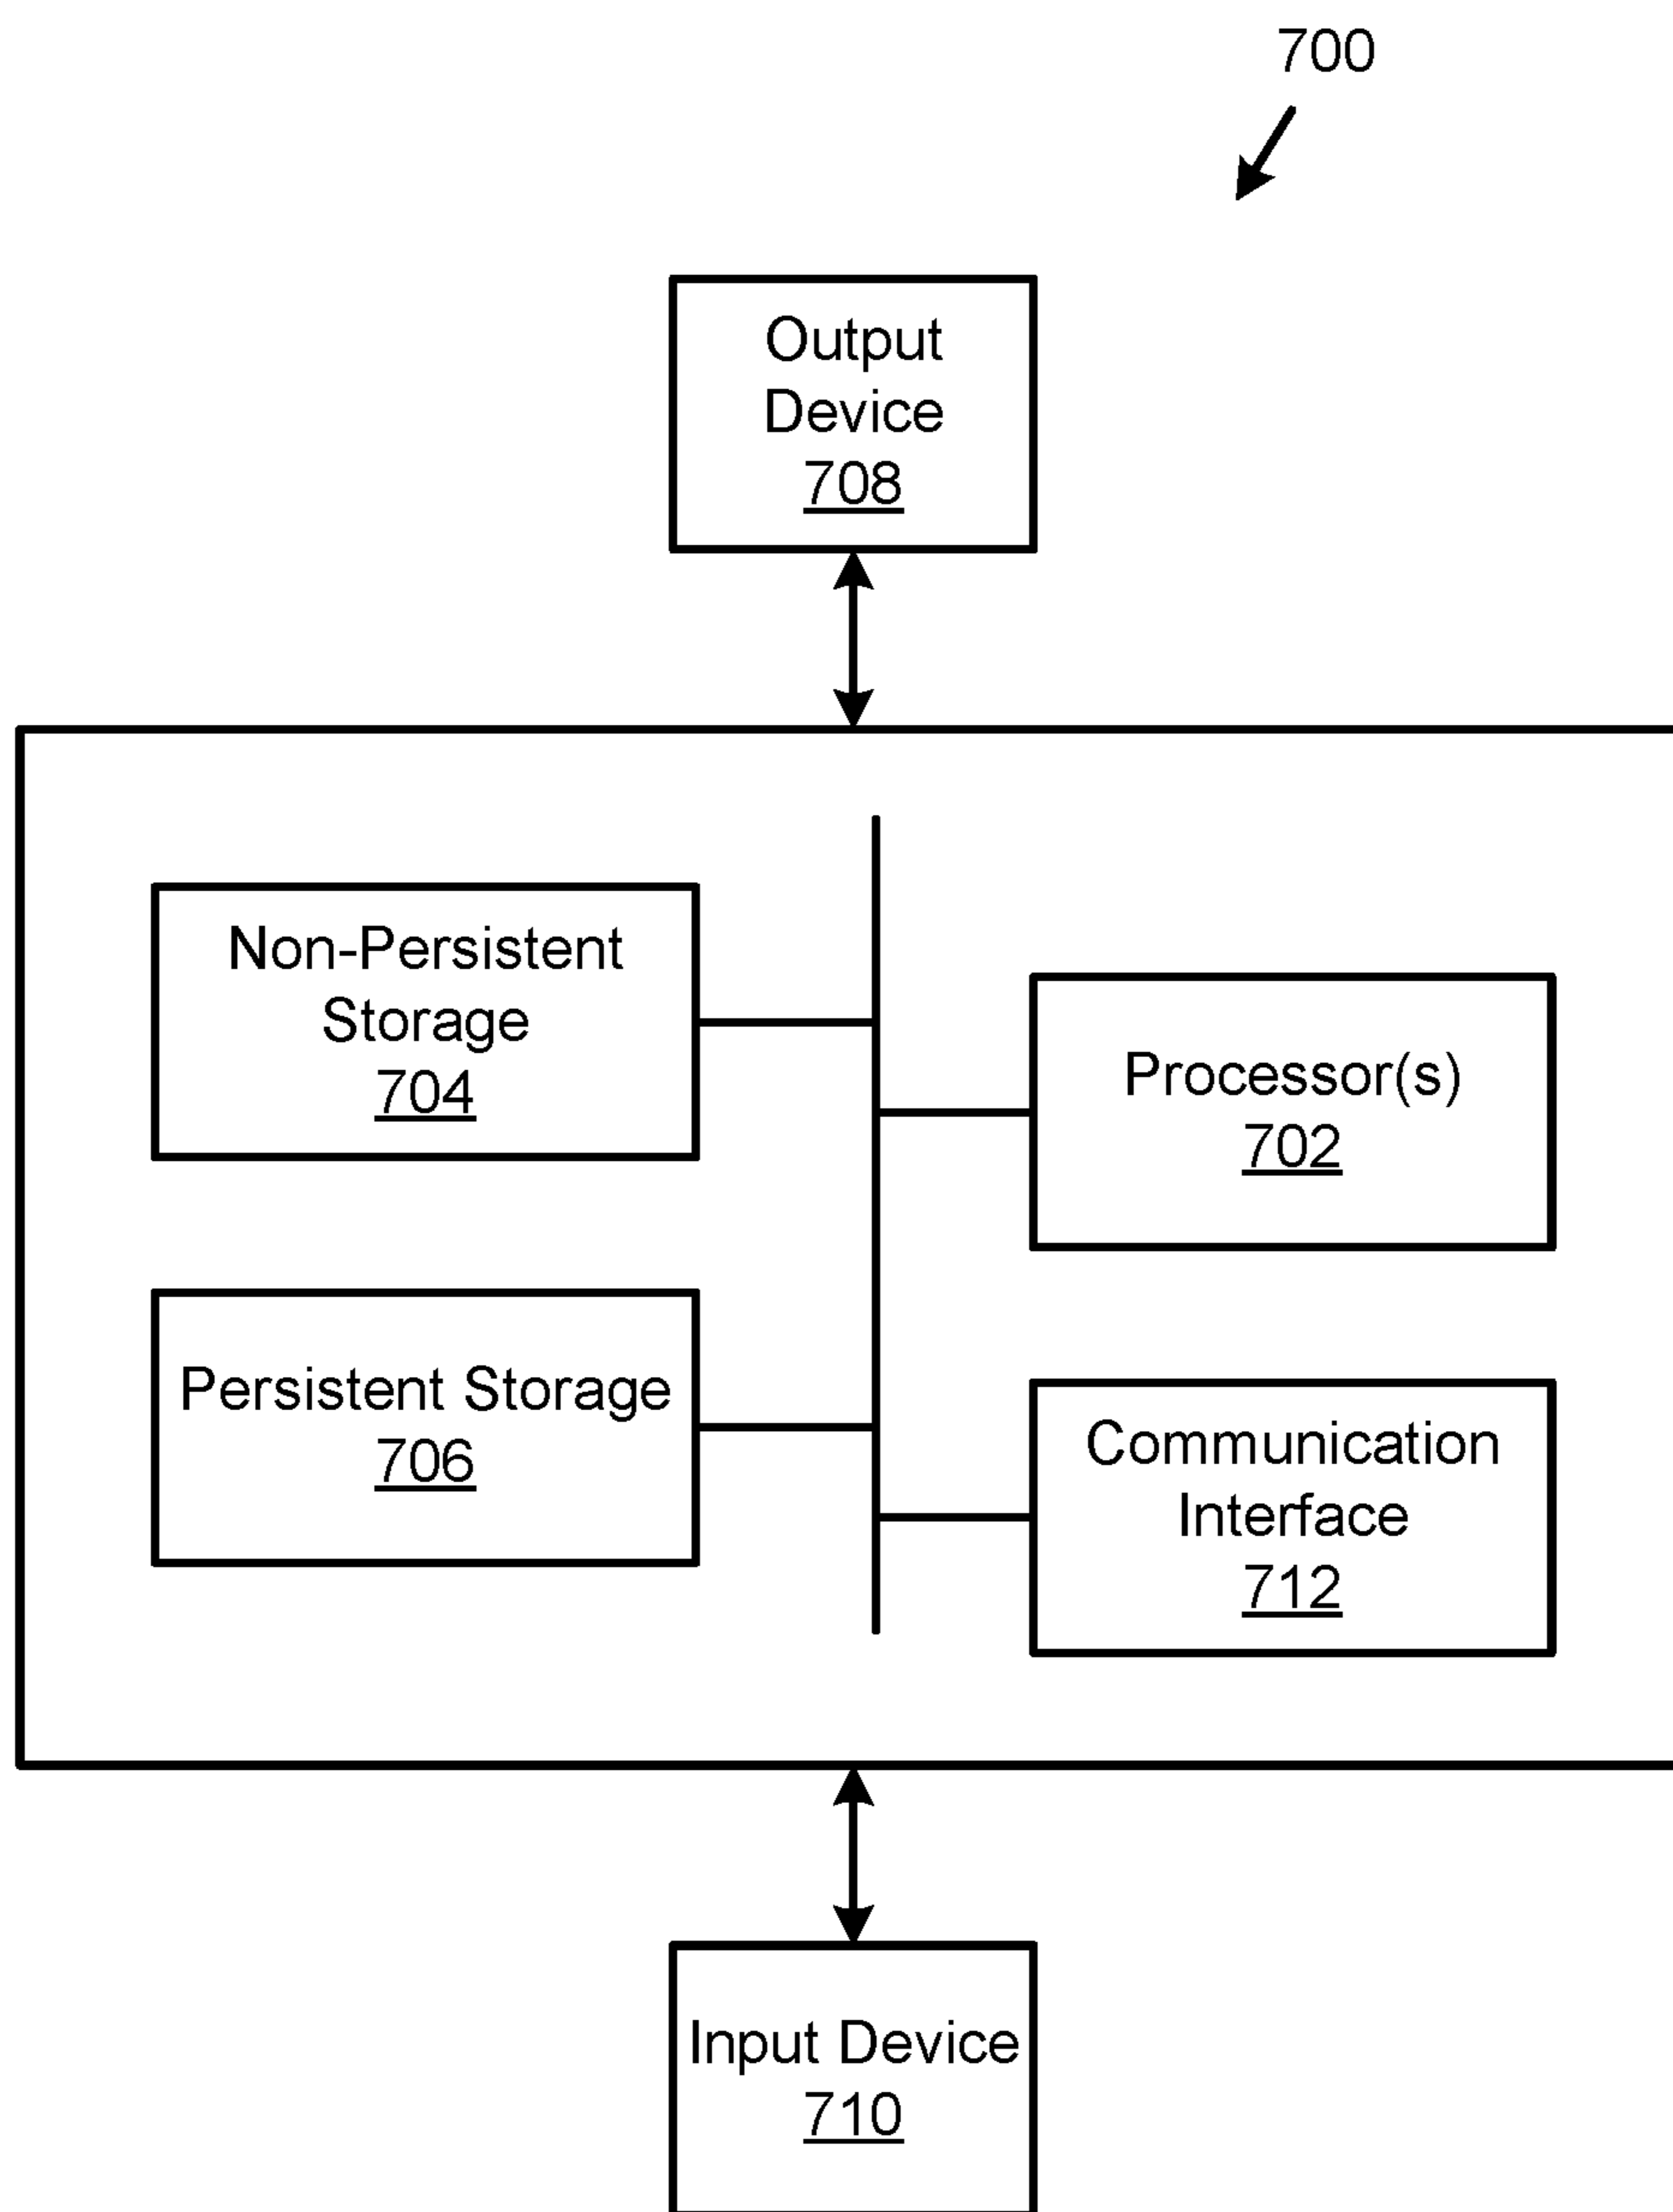 700
Output
Device
708
Non-Persistent
Storage
704
Processor(s)
702
Persistent Storage
706
Communication
Interface
712
Input Device
710